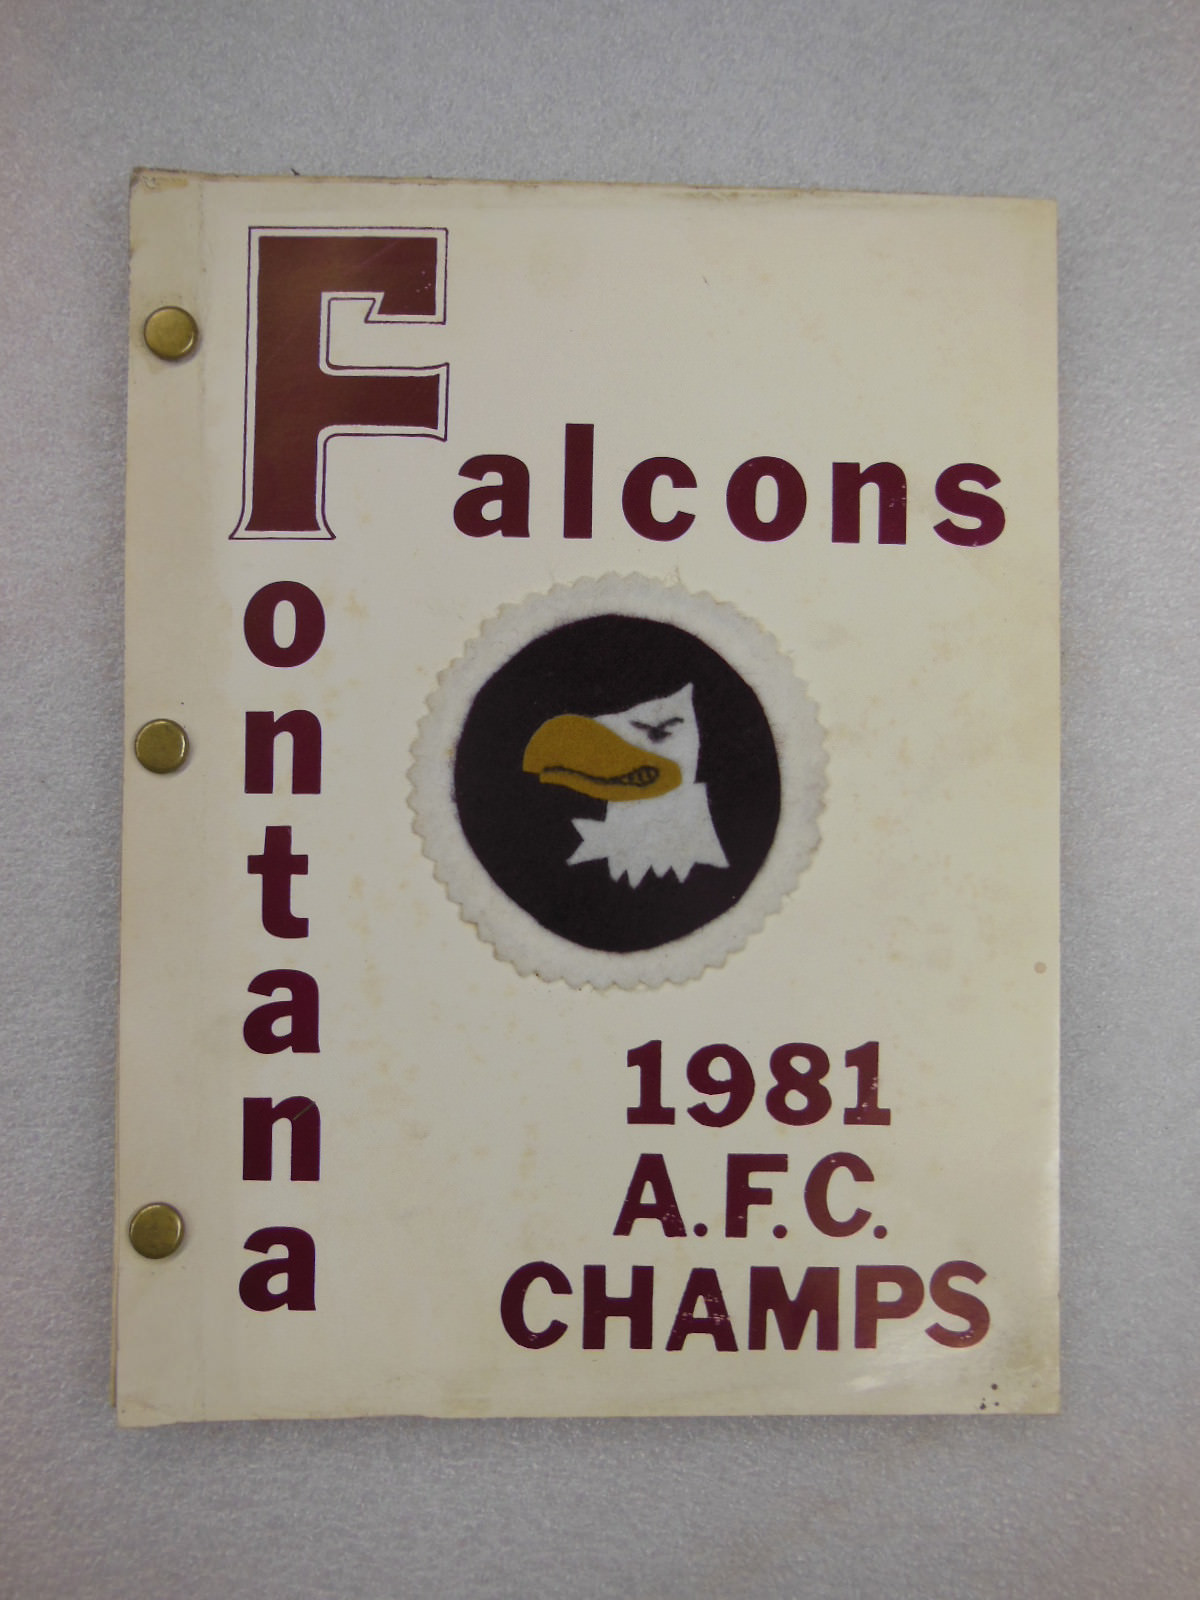 Falcons
Fontana
1981
A.F.C.
CHAMPS